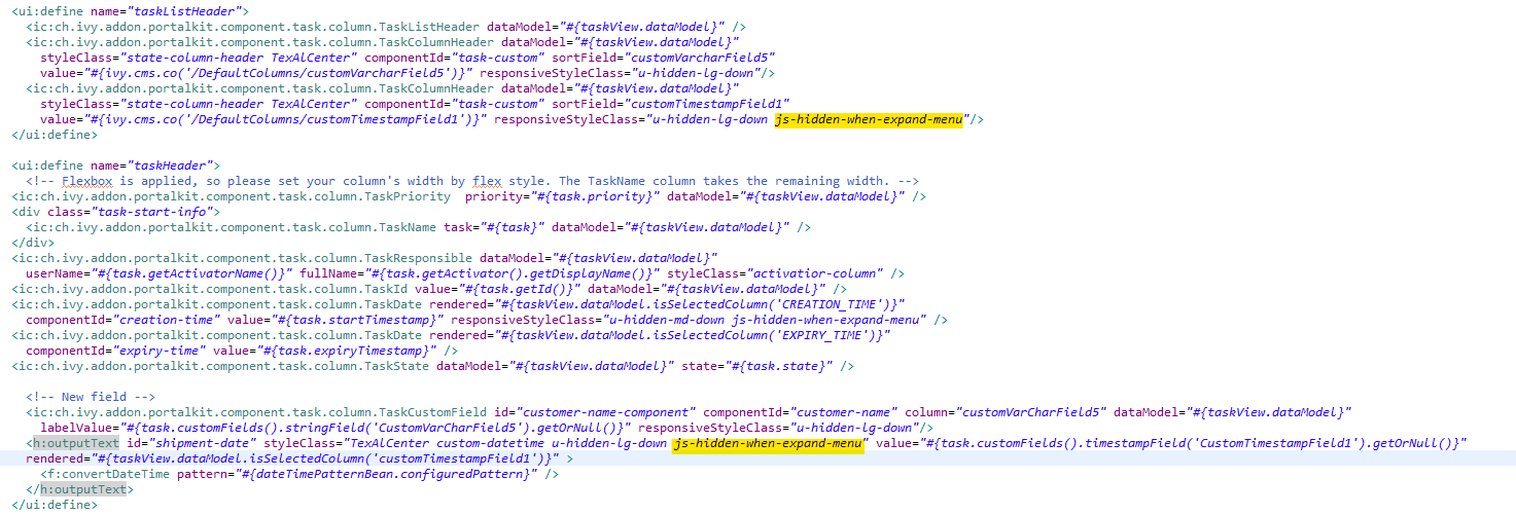 <ui:define name="taskListHeader">
<ic:ch.ivy.addon.portalkit.component.task.column.TaskListHeader dataModel="#{taskView.dataModel}" />
<ic:ch.ivy.addon.portalkit.component.task.column.TaskColumnHeader dataModel="#{taskView.dataModel}"
styleClass="state-column-header TexAlCenter" componentId="task-custom" sortField="customVarcharField5"
value="#{ivy.cms.co('/DefaultColumns/customVarcharField5')}" responsiveStyleClass="u-hidden-lg-down"/>
<ic:ch.ivy.addon.portalkit.component.task.column.TaskColumnHeader dataModel="#{taskView.dataModel}"
styleClass="state-column-header TexAlCenter" componentId="task-custom" sortField="customTimestampField1"
value="#{ivy.cms.co('/DefaultColumns/customTimestampField1')}" responsiveStyleClass="u-hidden-lg-down js-hidden-when-expand-menu"/>
</ui:define>
<ui:define name="taskHeader">
<!-- Flexbox is applied, so please set your column's width by flex style. The TaskName column takes the remaining width. -->
<ic:ch.ivy.addon.portalkit.component.task.column.TaskPriority  priority="#{task.priority}" dataModel="#{taskView.dataModel}" />
<div class="task-start-info">
<ic:ch.ivy.addon.portalkit.component.task.column.TaskName task="#{task}" dataModel="#{taskView.dataModel}" />
</div>
<ic:ch.ivy.addon.portalkit.component.task.column.TaskResponsible dataModel="#{taskView.dataModel}"
userName="#{task.getActivatorName()}" fullName="#{task.getActivator().getDisplayName()}" styleClass="activatior-column" />
<ic:ch.ivy.addon.portalkit.component.task.column.TaskId value="#{task.getId()}" dataModel="#{taskView.dataModel}" />
<ic:ch.ivy.addon.portalkit.component.task.column.TaskDate rendered="#{taskView.dataModel.isSelectedColumn('CREATION_TIME')}"
componentId="creation-time" value="#{task.startTimestamp}" responsiveStyleClass="u-hidden-md-down js-hidden-when-expand-menu" />
<ic:ch.ivy.addon.portalkit.component.task.column.TaskDate rendered="#{taskView.dataModel.isSelectedColumn('EXPIRY_TIME')}"
componentId="expiry-time" value="#{task.expiryTimestamp}" />
<ic:ch.ivy.addon.portalkit.component.task.column.TaskState dataModel="#{taskView.dataModel}" state="#{task.state}" />
<!-- New field -->
<ic:ch.ivy.addon.portalkit.component.task.column.TaskCustomField id="customer-name-component" componentId="customer-name" column="customVarCharField5" dataModel="#{taskView.dataModel}"
labelValue="#{task.customFields().stringField('CustomVarCharField5').getOrNull()}" responsiveStyleClass="u-hidden-lg-down"/>
<h:outputText id="shipment-date" styleClass="TexAlCenter custom-datetime u-hidden-lg-down js-hidden-when-expand-menu" value="#{task.customFields().timestampField('CustomTimestampField1').getOrNull()}"
rendered="#{taskView.dataModel.isSelectedColumn('customTimestampField1')}" >
<f:convertDateTime pattern="#{dateTimePatternBean.configuredPattern}" />
</h:outputText>
</ui:define>